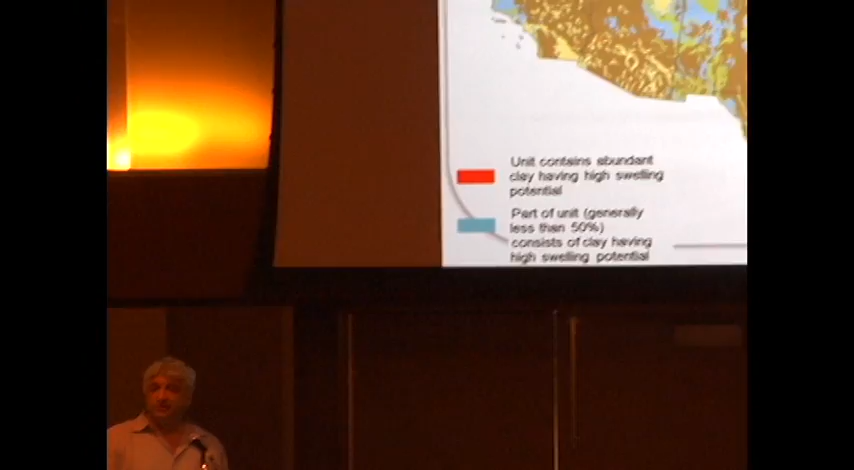 Unit contains abundant
clay having high swelling
potential
Part of unit (generally
less than 50%)
consists of clay having
high swelling potential